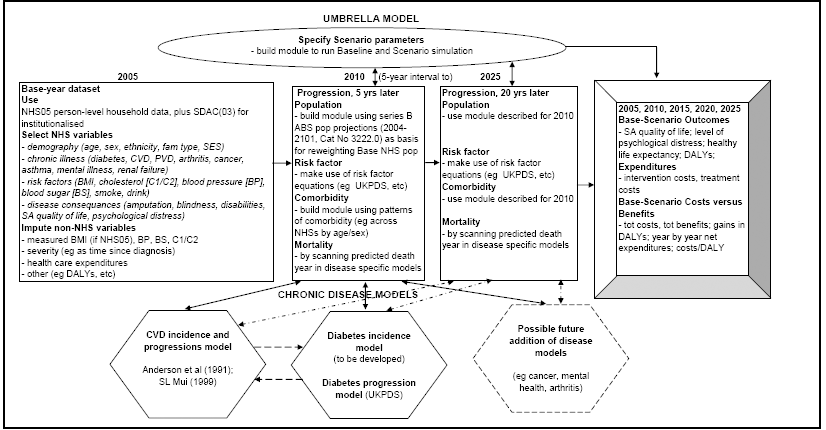 UMBRELLA MODEL
Specify Scenario parameters
- build module to run Baseline and Scenario simulation
2005
2010
(5-year interval to)
2025
Base-year dataset
Use
NHS05 person-level household data, plus SDAC(03) for
institutionalised
Select NHS variables
- demography (age, sex, ethnicity, fam type, SES)
- chronic illness (diabetes, CVD, PVD, arthritis, cancer,
asthma, mental illness, renal failure)
- risk factors (BMI, cholesterol [C1/C2], blood pressure [BP],
blood sugar [BS], smoke, drink)
- disease consequences (amputation, blindness, disabilities,
SA quality of life, psychological distress)
Impute non-NHS variables
- measured BMI (if NHS05), BP, BS, C1/C2
- severity (eg as time since diagnosis)
- health care expenditures
- other (eg DALYs, etc)
Progression, 5 yrs later
Population
- build module using series B
ABS pop projections (2004-
2101, Cat No 3222.0) as basis
for reweighting Base NHS pop
Risk factor
- make use of risk factor
equations (eg UKPDS, etc)
Comorbidity
- build module using patterns
of comorbidity (eg across
NHSs by age/sex)
Mortality
- by scanning predicted death
year in disease specific models
Progression, 20 yrs later
Population
- use module described for 2010
Risk factor
- make use of risk factor
equations (eg UKPDS, etc)
Comorbidity
- use module described for 2010
Mortality
- by scanning predicted death
year in disease specific models
2005, 2010, 2015, 2020, 2025
Base-Scenario Outcomes
- SA quality of life; level of
psychlogical distress; healthy
life expectancy; DALYs;
Expenditures
- intervention costs, treatment
costs
Base-Scenario Costs versus
Benefits
- tot costs, tot benefits; gains in
DALYs; year by year net
expenditures; costs/DALY
CHRONIC DISEASE MODELS
CVD incidence and
progressions model
Anderson et al (1991);
SL Mui (1999)
Diabetes incidence
model
(to be developed)
Diabetes progression
model (UKPDS)
Possible future
addition of disease
models
(eg cancer, mental
health, arthritis)